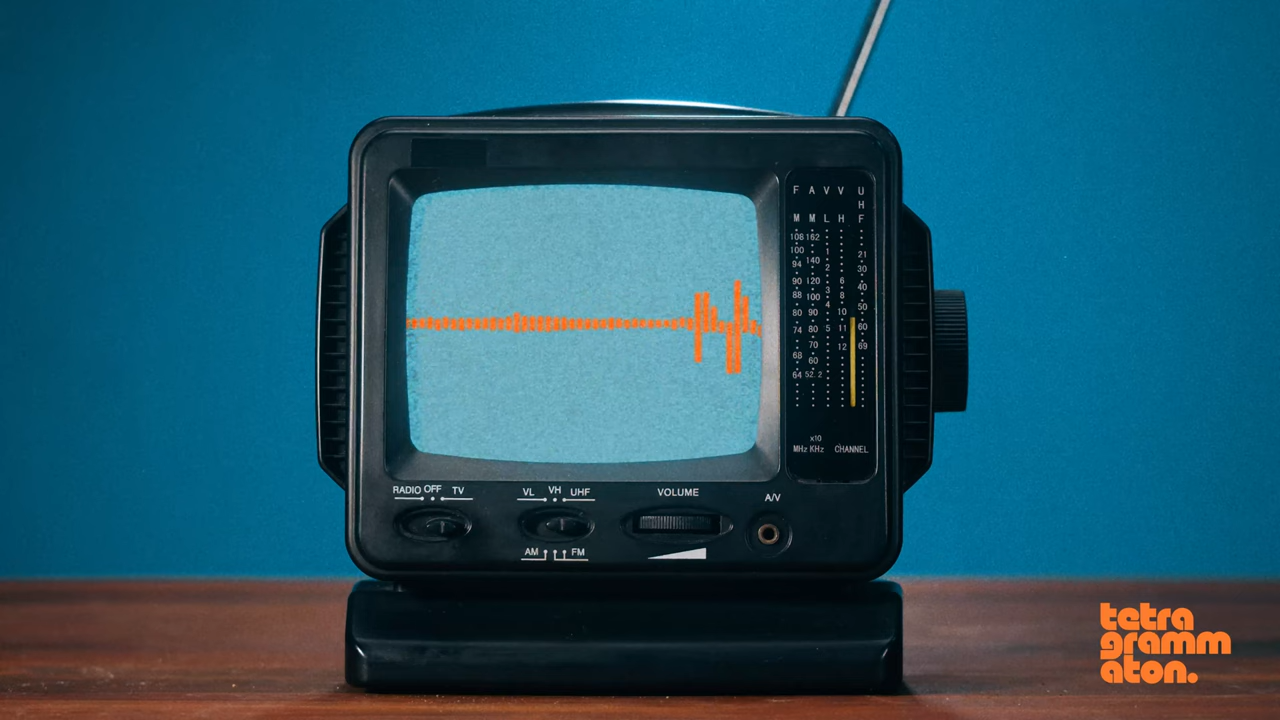 F A V V U
H
M M L H F
108 162
100 1 21
94 140 2 30
90 120 3 6 40
88 100 4 8 50
80 90 10
74 80 5 11 60
70 12 69
68 60
64 52.2
x10
MHz KHz CHANNEL
RADIO OFF TV
VL VH UHF
VOLUME
A/V
AM FM
tetra
gramm
aton.